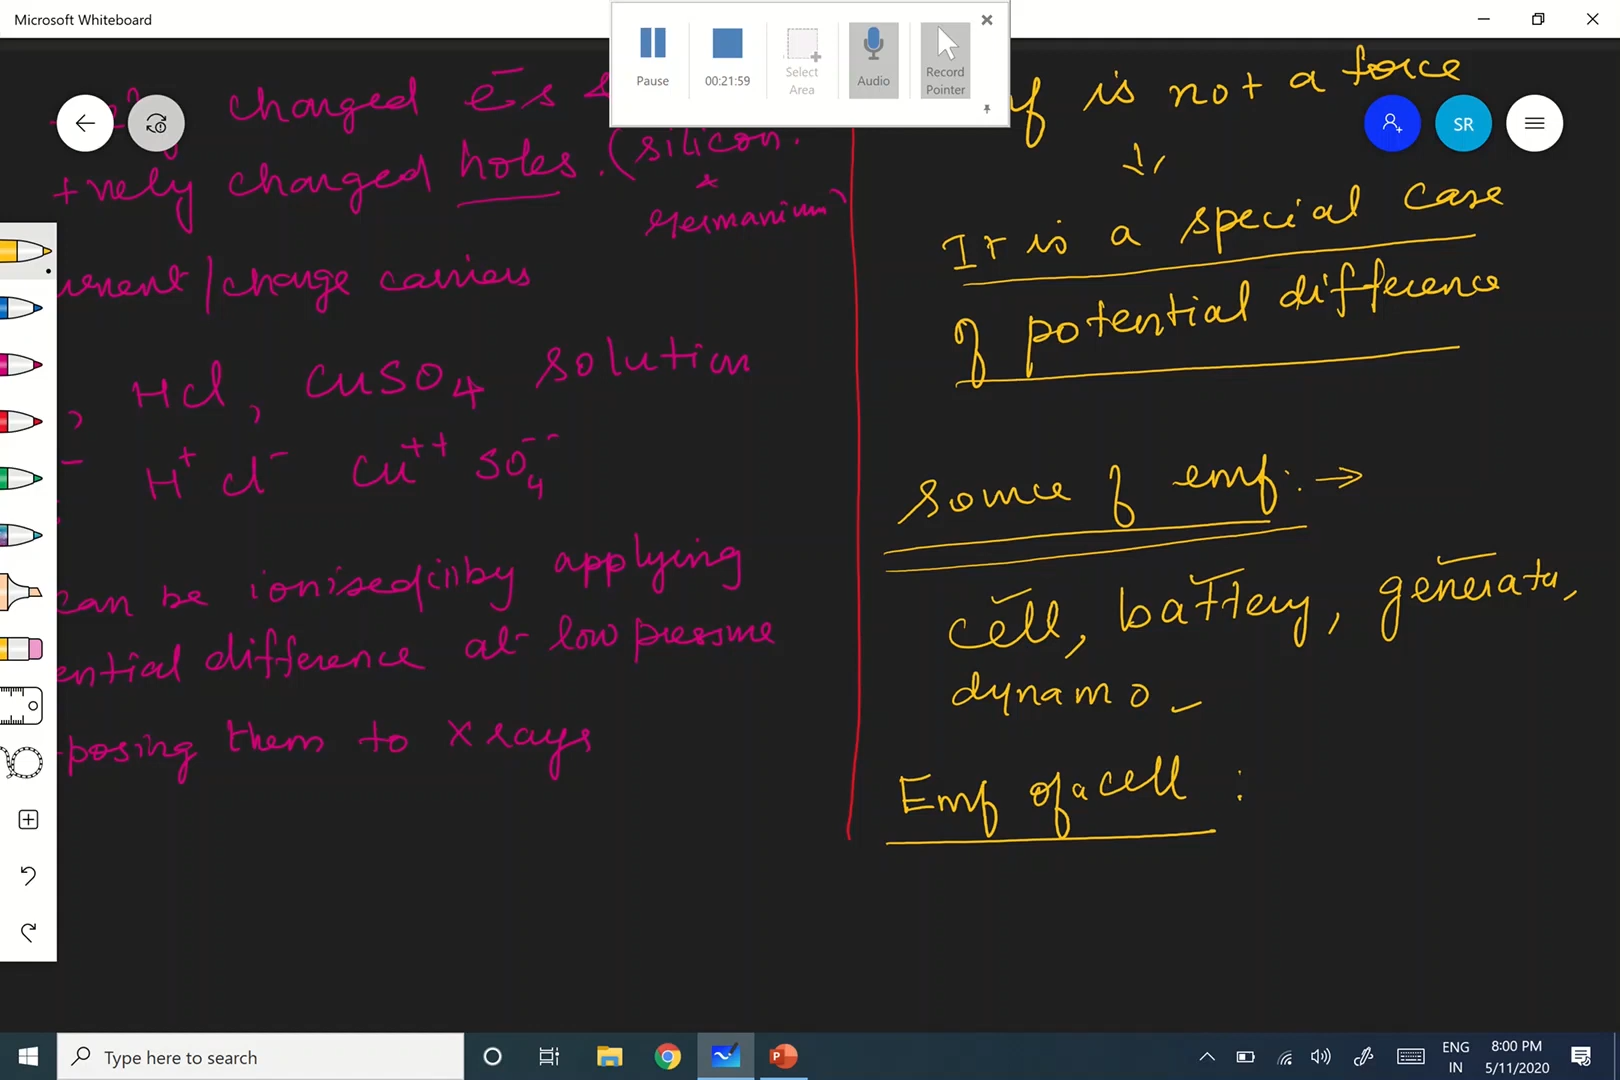 Microsoft Whiteboard
Pause
00:21:59
Select
Area
Audio
Record
Pointer
SR
charged e̅s
+vely charged holes. (silicon.
&
Germanium)
urrent/charge carriers
, HCl, CuSO4 solution
- H+ Cl- Cu++ SO4--
can be ionised by applying
ential difference at low pressure
posing them to X rays
mf is not a force
It is a special case
of potential difference
source of emf: →
cell, battery, generator,
dynamo
Emf of a cell :
Type here to search
ENG
IN
8:00 PM
5/11/2020